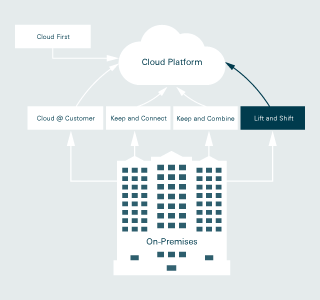 Cloud First
Cloud Platform
Cloud @ Customer
Keep and Connect
Keep and Combine
Lift and Shift
On-Premises